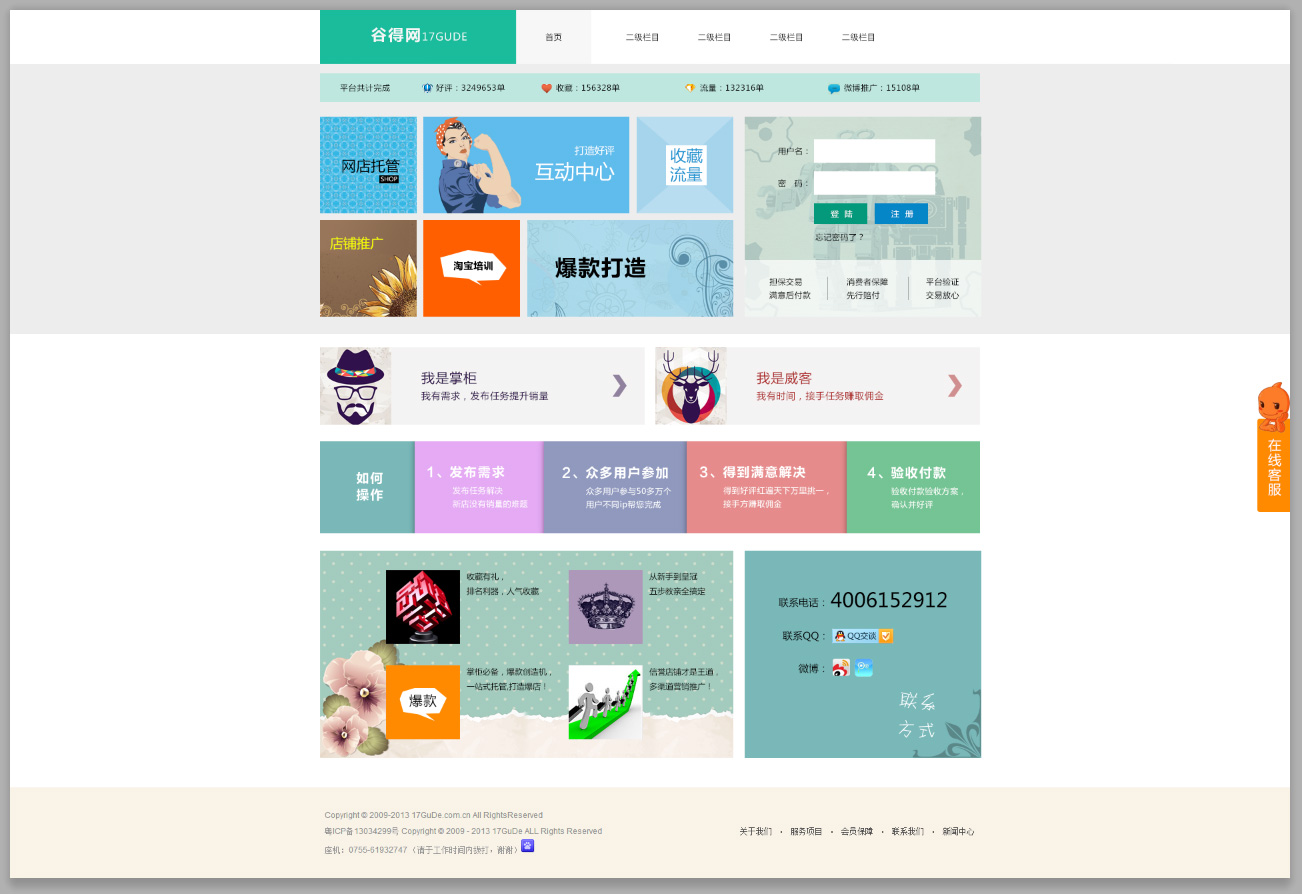 谷得网17GUDE
首页
二级栏目 二级栏目 二级栏目 二级栏目
平台共计完成 好评：3249653单 收藏：156328单 流量：132316单 微博推广：15108单
网店托管
SHOP
打造好评
互动中心
收藏
流量
用户名：
密 码：
登 陆 注 册
忘记密码了？
店铺推广
淘宝培训
爆款打造
担保交易 消费者保障 平台验证
满意后付款 先行赔付 交易放心
我是掌柜
我有需求，发布任务提升销量
我是威客
我有时间，接手任务赚取佣金
在线客服
如何
操作
1、发布需求
发布任务解决
新店没有销量的难题
2、众多用户参加
众多用户参与50多万个
用户不同ip帮您完成
3、得到满意解决
得到好评红遍天下万里挑一，
接手方赚取佣金
4、验收付款
验收付款验收方案，
确认并好评
收藏有礼，
排名利器，人气收藏
从新手到皇冠
五步教亲全搞定
爆款
掌柜必备，爆款创造机，
一站式托管,打造爆店！
信誉店铺才是王道，
多渠道营销推广！
联系电话：4006152912
联系QQ： QQ交谈
微博：
联系
方式
Copyright © 2009-2013 17GuDe.com.cn All RightsReserved
粤ICP备13034299号 Copyright © 2009 - 2013 17GuDe ALL Rights Reserved
座机：0755-61932747（请于工作时间内拨打，谢谢）
关于我们 · 服务项目 · 会员保障 · 联系我们 · 新闻中心